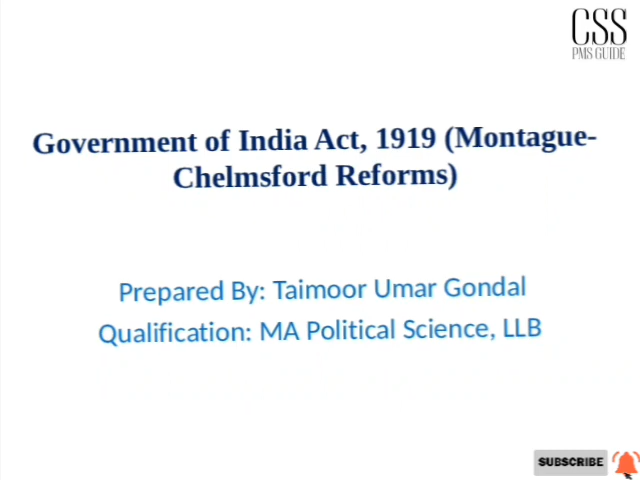 CSS
PMS GUIDE
Government of India Act, 1919 (Montague-
Chelmsford Reforms)
Prepared By: Taimoor Umar Gondal
Qualification: MA Political Science, LLB
SUBSCRIBE